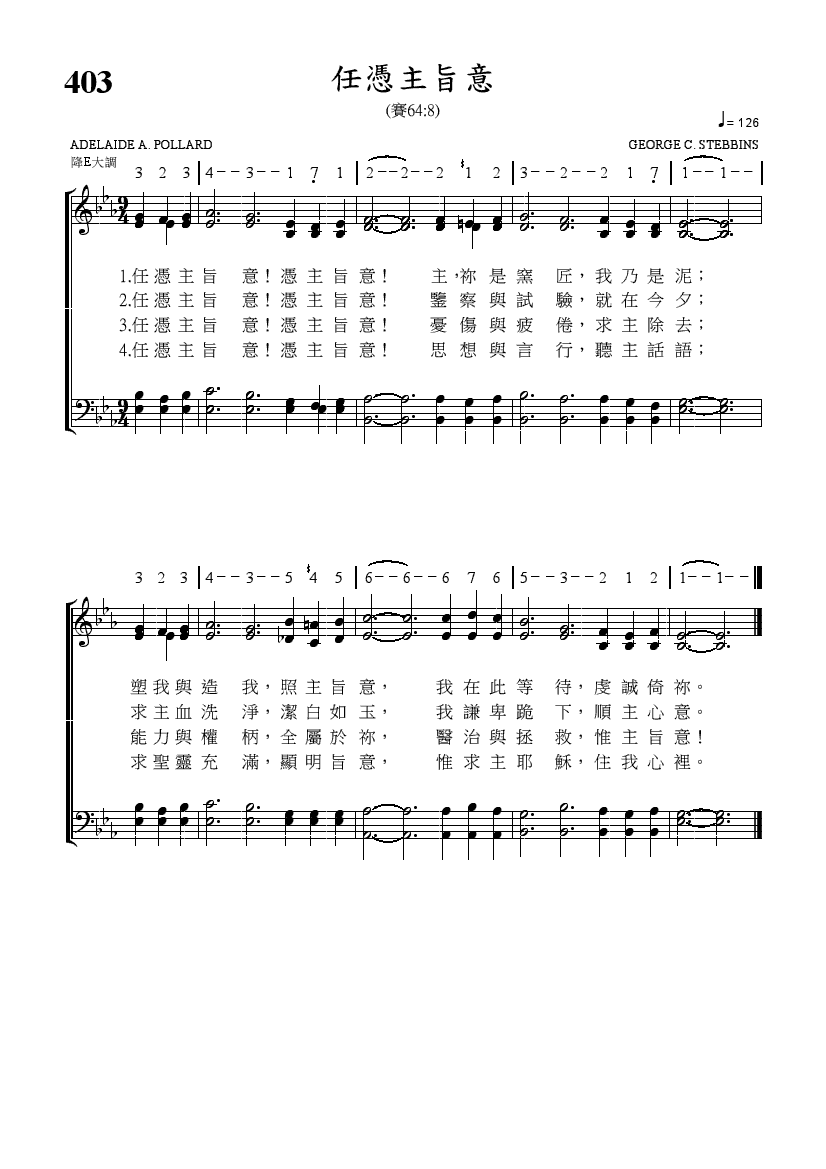 403
任憑主旨意
(賽64:8)
♩= 126
ADELAIDE A. POLLARD
GEORGE C. STEBBINS
降E大調
3 2 3 | 4-- 3-- 1 7̣ 1 | 2-- 2-- 2 ♮1 2 | 3-- 2-- 2 1 7̣ | 1-- 1-- |
1.任憑主旨 意!憑主旨意! 主,祢是窯 匠,我乃是泥;
2.任憑主旨 意!憑主旨意! 鑒察與試 驗,就在今夕;
3.任憑主旨 意!憑主旨意! 憂傷與疲 倦,求主除去;
4.任憑主旨 意!憑主旨意! 思想與言 行,聽主話語;
3 2 3 | 4-- 3-- 5 ♮4 5 | 6-- 6-- 6 7 6 | 5-- 3-- 2 1 2 | 1-- 1--
塑我與造 我,照主旨意, 我在此等 待,虔誠倚祢。
求主血洗 淨,潔白如玉, 我謙卑跪 下,順主心意。
能力與權 柄,全屬於祢, 醫治與拯 救,惟主旨意!
求聖靈充 滿,顯明旨意, 惟求主耶 穌,住我心裡。